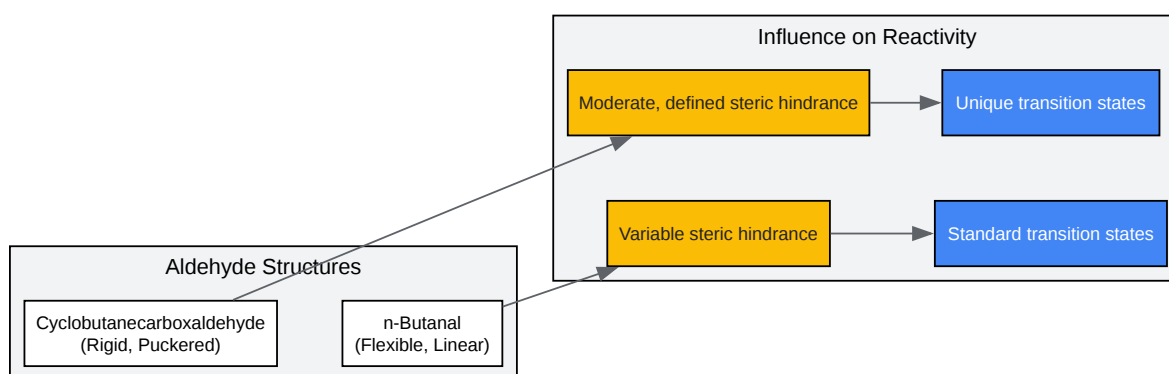 Influence on Reactivity
Moderate, defined steric hindrance
Unique transition states
Variable steric hindrance
Standard transition states
Aldehyde Structures
Cyclobutanecarboxaldehyde
(Rigid, Puckered)
n-Butanal
(Flexible, Linear)